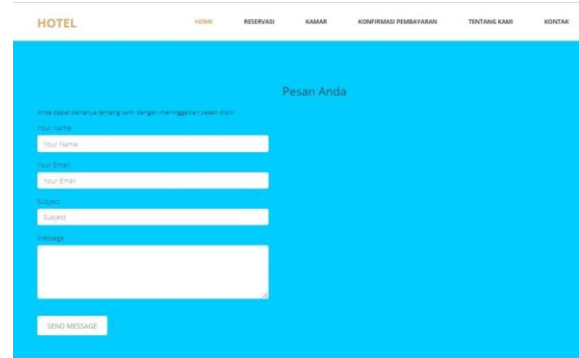 HOTEL
HOME RESERVASI KAMAR KONFIRMASI PEMBAYARAN TENTANG KAMI KONTAK
Pesan Anda
Anda dapat bertanya tentang kami dengan meninggalkan pesan disini
Your Name
Your Name
Your Email
Your Email
Subject
Subject
Message
SEND MESSAGE